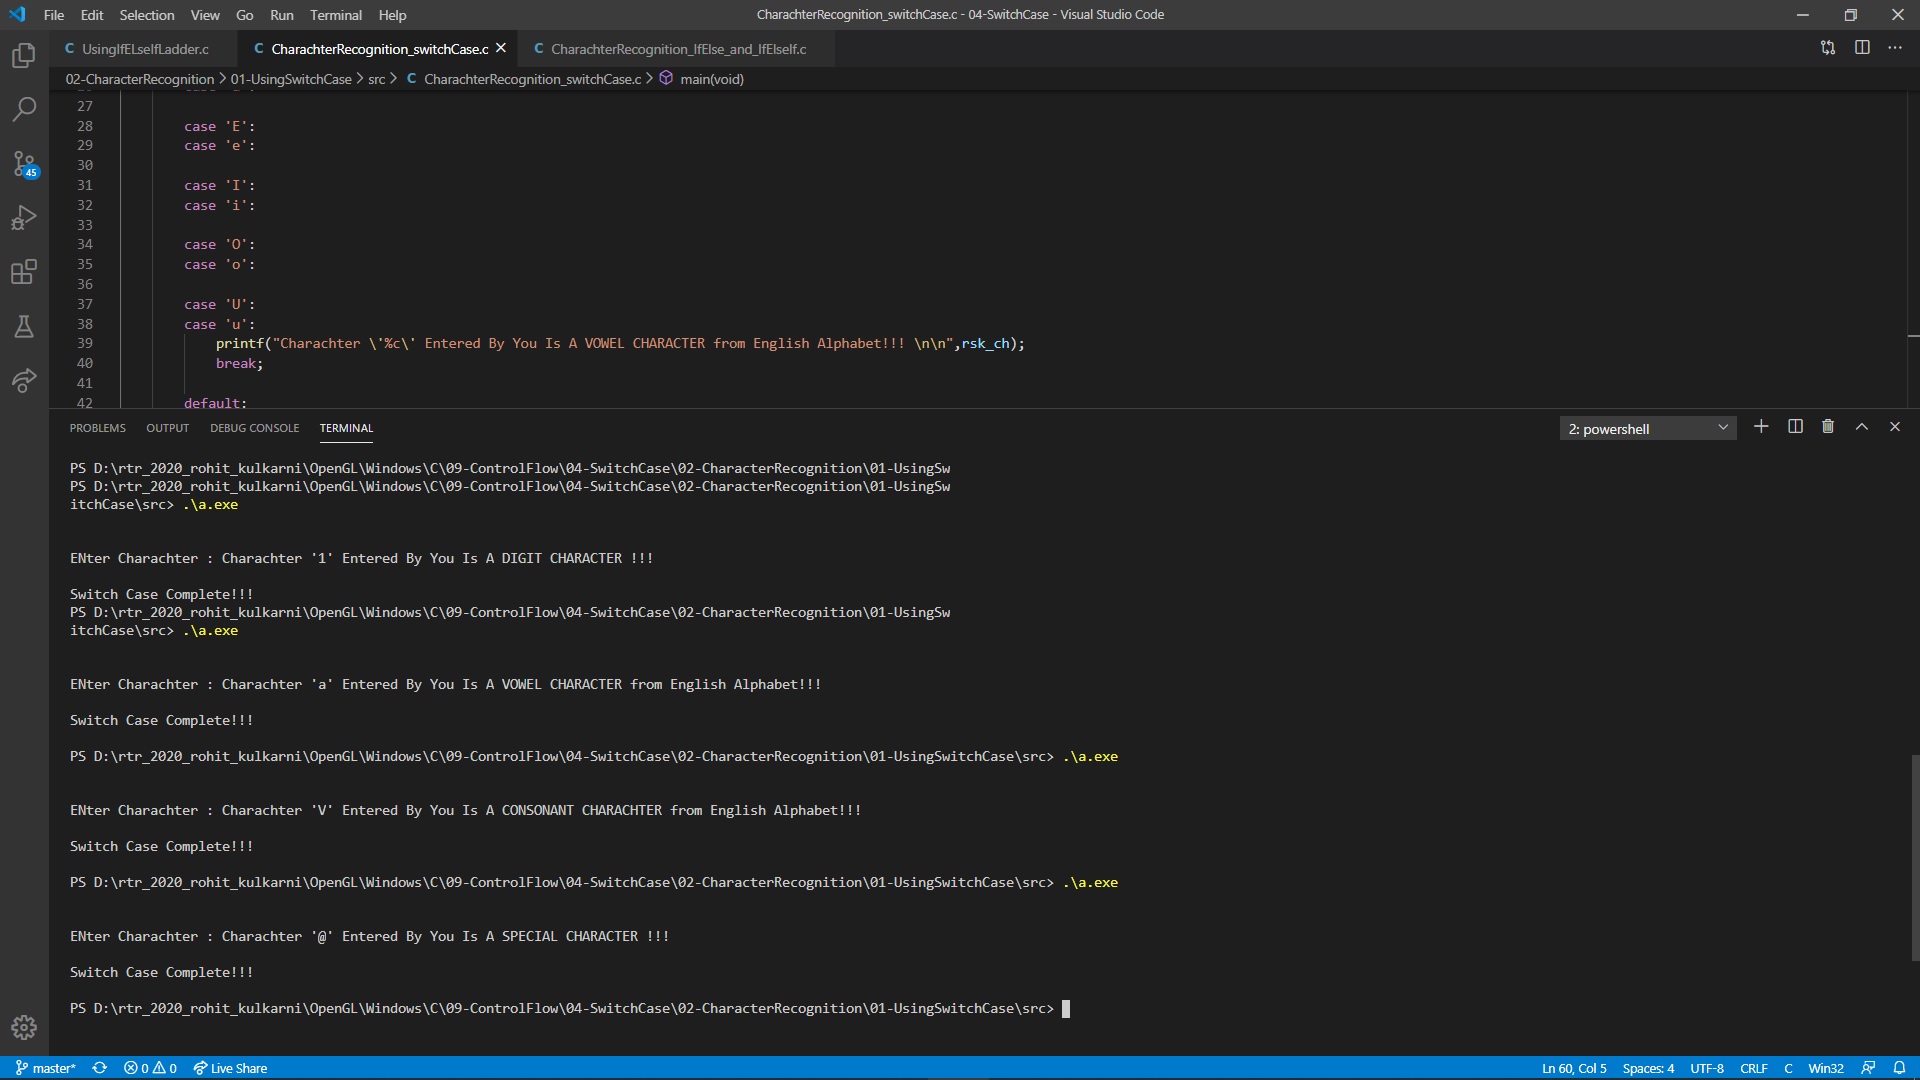 File Edit Selection View Go Run Terminal Help
CharachterRecognition_switchCase.c - 04-SwitchCase - Visual Studio Code
C UsingIfELseIfLadder.c
C CharachterRecognition_switchCase.c
C CharachterRecognition_IfElse_and_IfElseIf.c
02-CharacterRecognition > 01-UsingSwitchCase > src > C CharachterRecognition_switchCase.c > main(void)
45
27
28 case 'E':
29 case 'e':
30
31 case 'I':
32 case 'i':
33
34 case 'O':
35 case 'o':
36
37 case 'U':
38 case 'u':
39 printf("Charachter \'%c\' Entered By You Is A VOWEL CHARACTER from English Alphabet!!! \n\n",rsk_ch);
40 break;
41
42 default:
PROBLEMS OUTPUT DEBUG CONSOLE TERMINAL
2: powershell
PS D:\rtr_2020_rohit_kulkarni\OpenGL\Windows\C\09-ControlFlow\04-SwitchCase\02-CharacterRecognition\01-UsingSw
PS D:\rtr_2020_rohit_kulkarni\OpenGL\Windows\C\09-ControlFlow\04-SwitchCase\02-CharacterRecognition\01-UsingSw
itchCase\src> .\a.exe
ENter Charachter : Charachter '1' Entered By You Is A DIGIT CHARACTER !!!
Switch Case Complete!!!
PS D:\rtr_2020_rohit_kulkarni\OpenGL\Windows\C\09-ControlFlow\04-SwitchCase\02-CharacterRecognition\01-UsingSw
itchCase\src> .\a.exe
ENter Charachter : Charachter 'a' Entered By You Is A VOWEL CHARACTER from English Alphabet!!!
Switch Case Complete!!!
PS D:\rtr_2020_rohit_kulkarni\OpenGL\Windows\C\09-ControlFlow\04-SwitchCase\02-CharacterRecognition\01-UsingSwitchCase\src> .\a.exe
ENter Charachter : Charachter 'V' Entered By You Is A CONSONANT CHARACHTER from English Alphabet!!!
Switch Case Complete!!!
PS D:\rtr_2020_rohit_kulkarni\OpenGL\Windows\C\09-ControlFlow\04-SwitchCase\02-CharacterRecognition\01-UsingSwitchCase\src> .\a.exe
ENter Charachter : Charachter '@' Entered By You Is A SPECIAL CHARACTER !!!
Switch Case Complete!!!
PS D:\rtr_2020_rohit_kulkarni\OpenGL\Windows\C\09-ControlFlow\04-SwitchCase\02-CharacterRecognition\01-UsingSwitchCase\src>
master* 0 0 Live Share
Ln 60, Col 5 Spaces: 4 UTF-8 CRLF C Win32